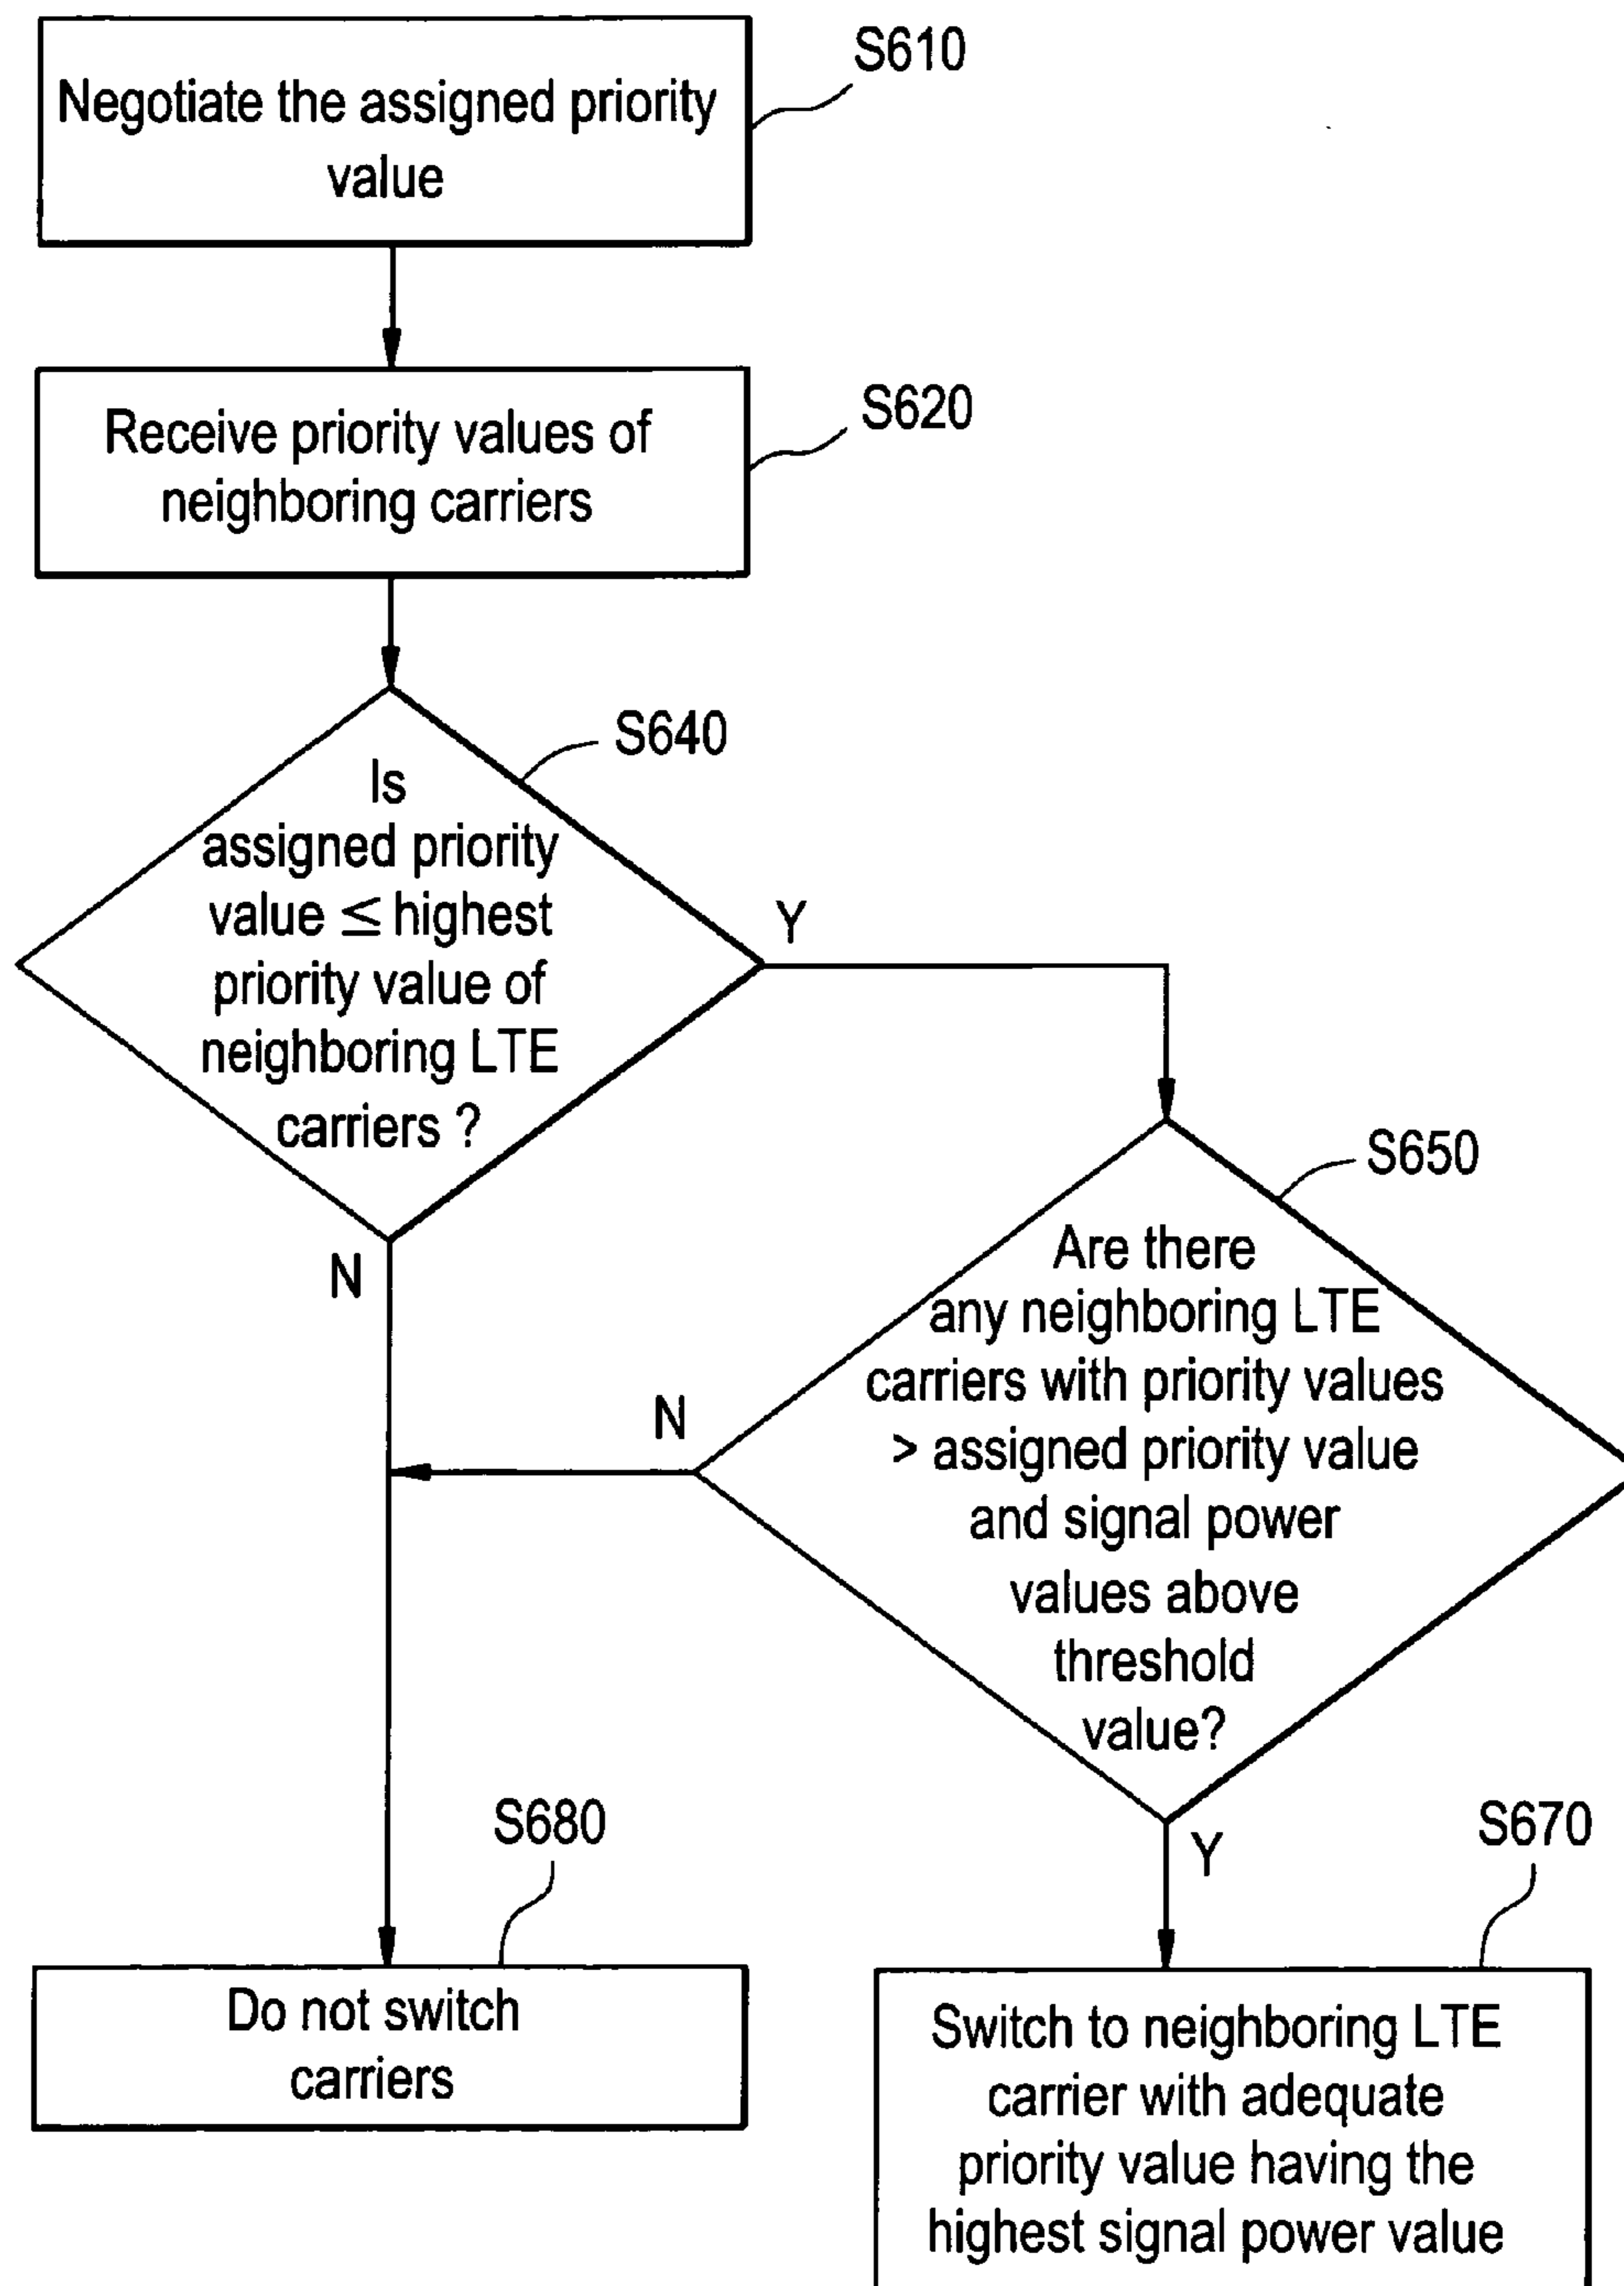 S610
Negotiate the assigned priority
value
S620
Receive priority values of
neighboring carriers
S640
Is
assigned priority
value ≤ highest
priority value of
neighboring LTE
carriers ?
Y
N
S650
Are there
any neighboring LTE
carriers with priority values
> assigned priority value
and signal power
values above
threshold
value?
N
Y
S680
Do not switch
carriers
S670
Switch to neighboring LTE
carrier with adequate
priority value having the
highest signal power value